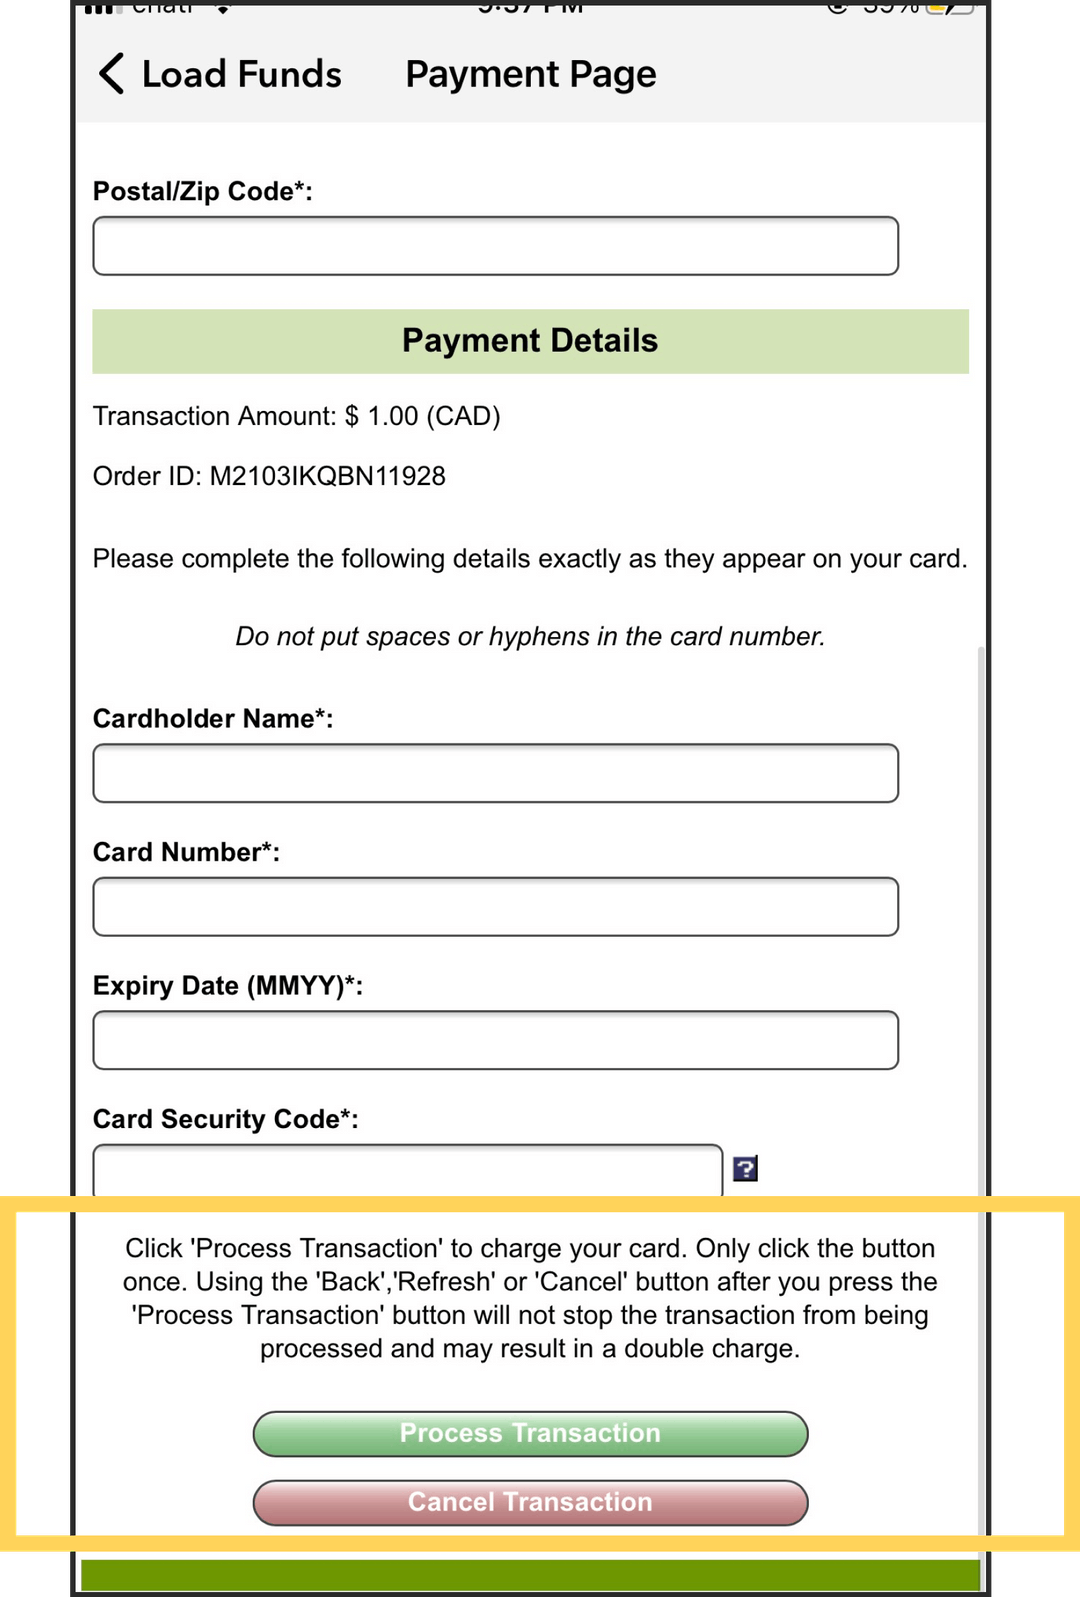 Load Funds Payment Page
Postal/Zip Code*:
Payment Details
Transaction Amount: $ 1.00 (CAD)
Order ID: M2103IKQBN11928
Please complete the following details exactly as they appear on your card.
Do not put spaces or hyphens in the card number.
Cardholder Name*:
Card Number*:
Expiry Date (MMYY)*:
Card Security Code*:
?
Click 'Process Transaction' to charge your card. Only click the button
once. Using the 'Back','Refresh' or 'Cancel' button after you press the
'Process Transaction' button will not stop the transaction from being
processed and may result in a double charge.
Process Transaction
Cancel Transaction